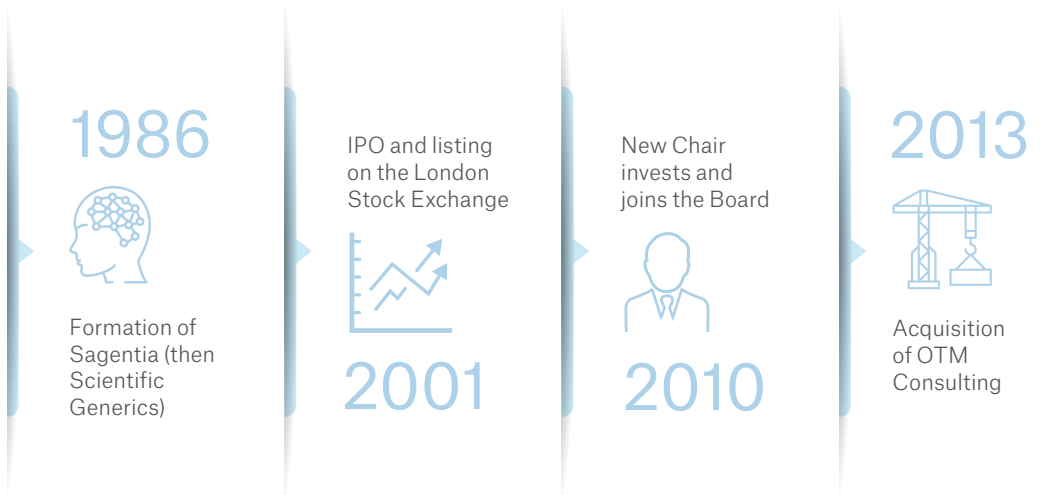 1986
Formation of
Sagentia (then
Scientific
Generics)
IPO and listing
on the London
Stock Exchange
2001
New Chair
invests and
joins the Board
2010
2013
Acquisition
of OTM
Consulting